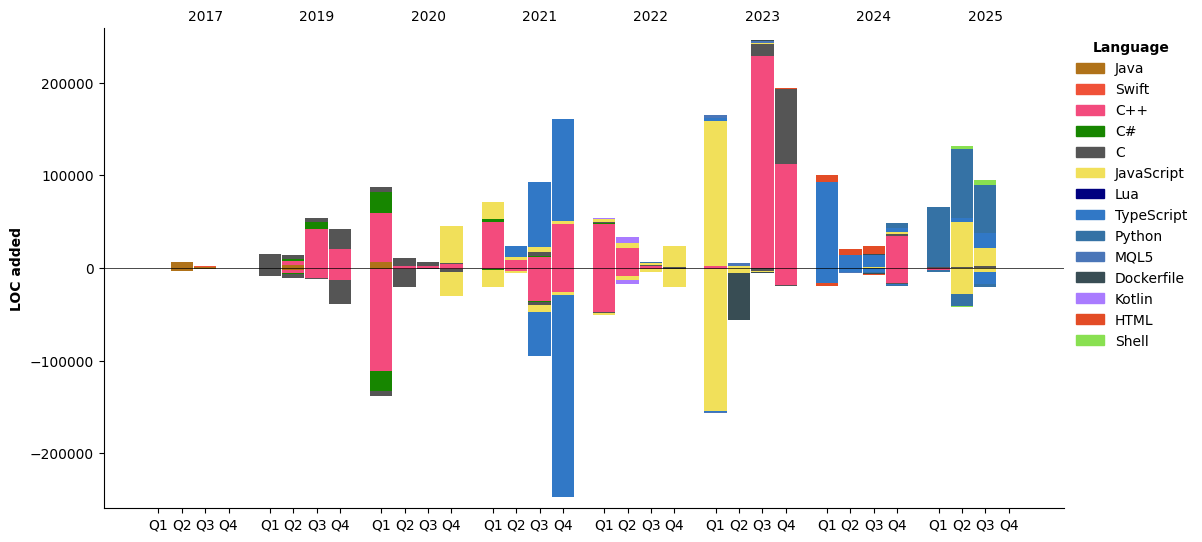 2017 2019 2020 2021 2022 2023 2024 2025
Language
Java
Swift
C++
C#
C
JavaScript
Lua
TypeScript
Python
MQL5
Dockerfile
Kotlin
HTML
Shell
LOC added
200000
100000
0
−100000
−200000
Q1 Q2 Q3 Q4 Q1 Q2 Q3 Q4 Q1 Q2 Q3 Q4 Q1 Q2 Q3 Q4 Q1 Q2 Q3 Q4 Q1 Q2 Q3 Q4 Q1 Q2 Q3 Q4 Q1 Q2 Q3 Q4